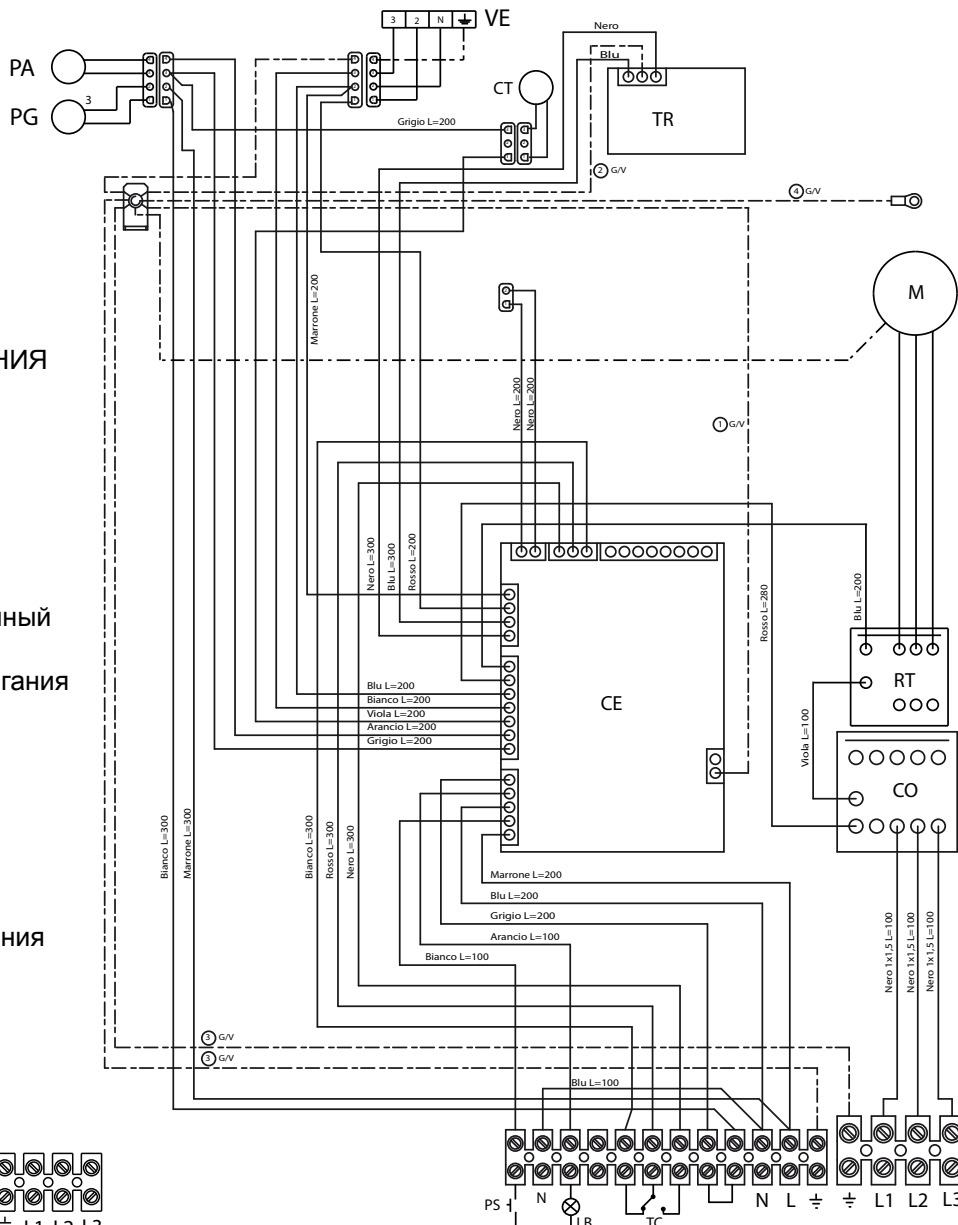 3 2 N VE
Nero
Blu
PA
PG
3
CT
TR
Grigio L=200
2 G/V
4 G/V
Marrone L=200
M
НИЯ
Nero L=200
Nero L=200
1 G/V
Nero L=300
Blu L=300
Rosso L=200
Rosso L=280
Blu L=200
нный
гания
RT
CE
Blu L=200
Bianco L=200
Viola L=200
Arancio L=200
Grigio L=200
Viola L=100
CO
Bianco L=300
Marrone L=300
Bianco L=300
Rosso L=300
Nero L=300
Marrone L=200
Blu L=200
Grigio L=200
Arancio L=100
Bianco L=100
ния
Nero 1x1,5 L=100
Nero 1x1,5 L=100
Nero 1x1,5 L=100
3 G/V
3 G/V
Blu L=100
PS
N
LB
TC
N L
L1 L2 L3
L1 L2 L3